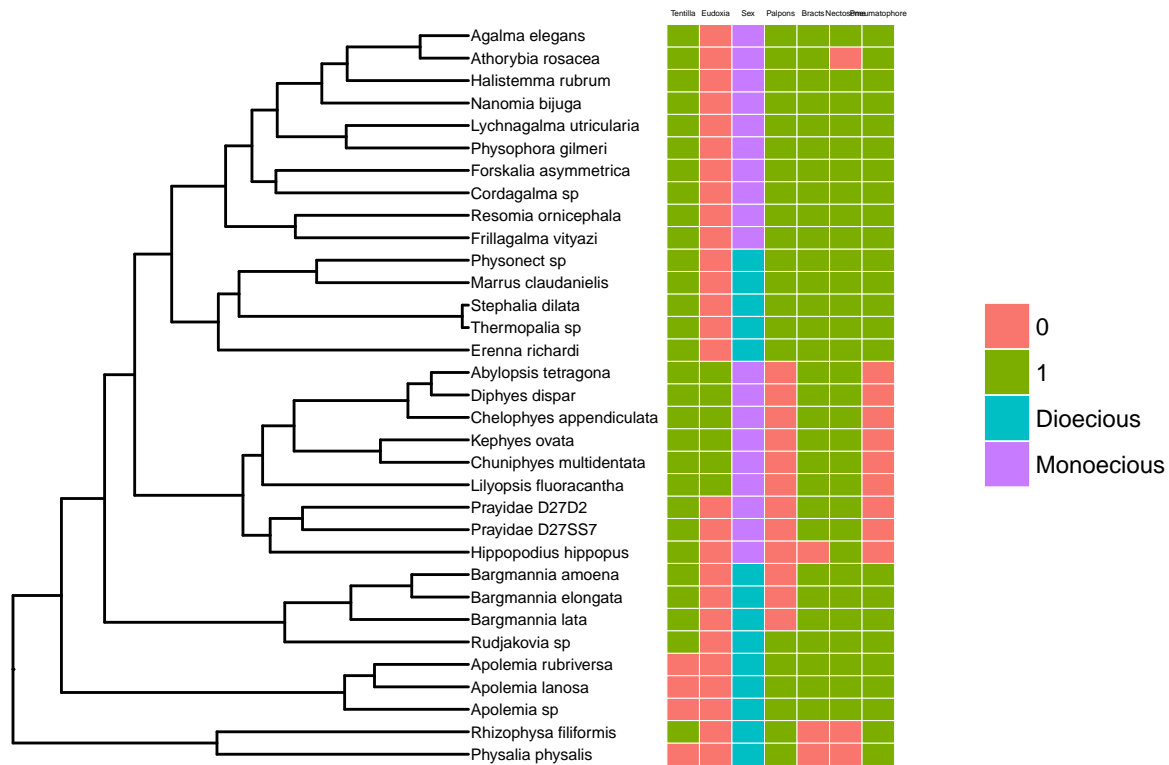 Tentilla Eudoxia Sex Palpons Bracts Nectosome Pneumatophore
Agalma elegans
Athorybia rosacea
Halistemma rubrum
Nanomia bijuga
Lychnagalma utricularia
Physophora gilmeri
Forskalia asymmetrica
Cordagalma sp
Resomia ornicephala
Frillagalma vityazi
Physonect sp
Marrus claudanielis
Stephalia dilata
Thermopalia sp
Erenna richardi
Abylopsis tetragona
Diphyes dispar
Chelophyes appendiculata
Kephyes ovata
Chuniphyes multidentata
Lilyopsis fluoracantha
Prayidae D27D2
Prayidae D27SS7
Hippopodius hippopus
Bargmannia amoena
Bargmannia elongata
Bargmannia lata
Rudjakovia sp
Apolemia rubriversa
Apolemia lanosa
Apolemia sp
Rhizophysa filiformis
Physalia physalis
0
1
Dioecious
Monoecious